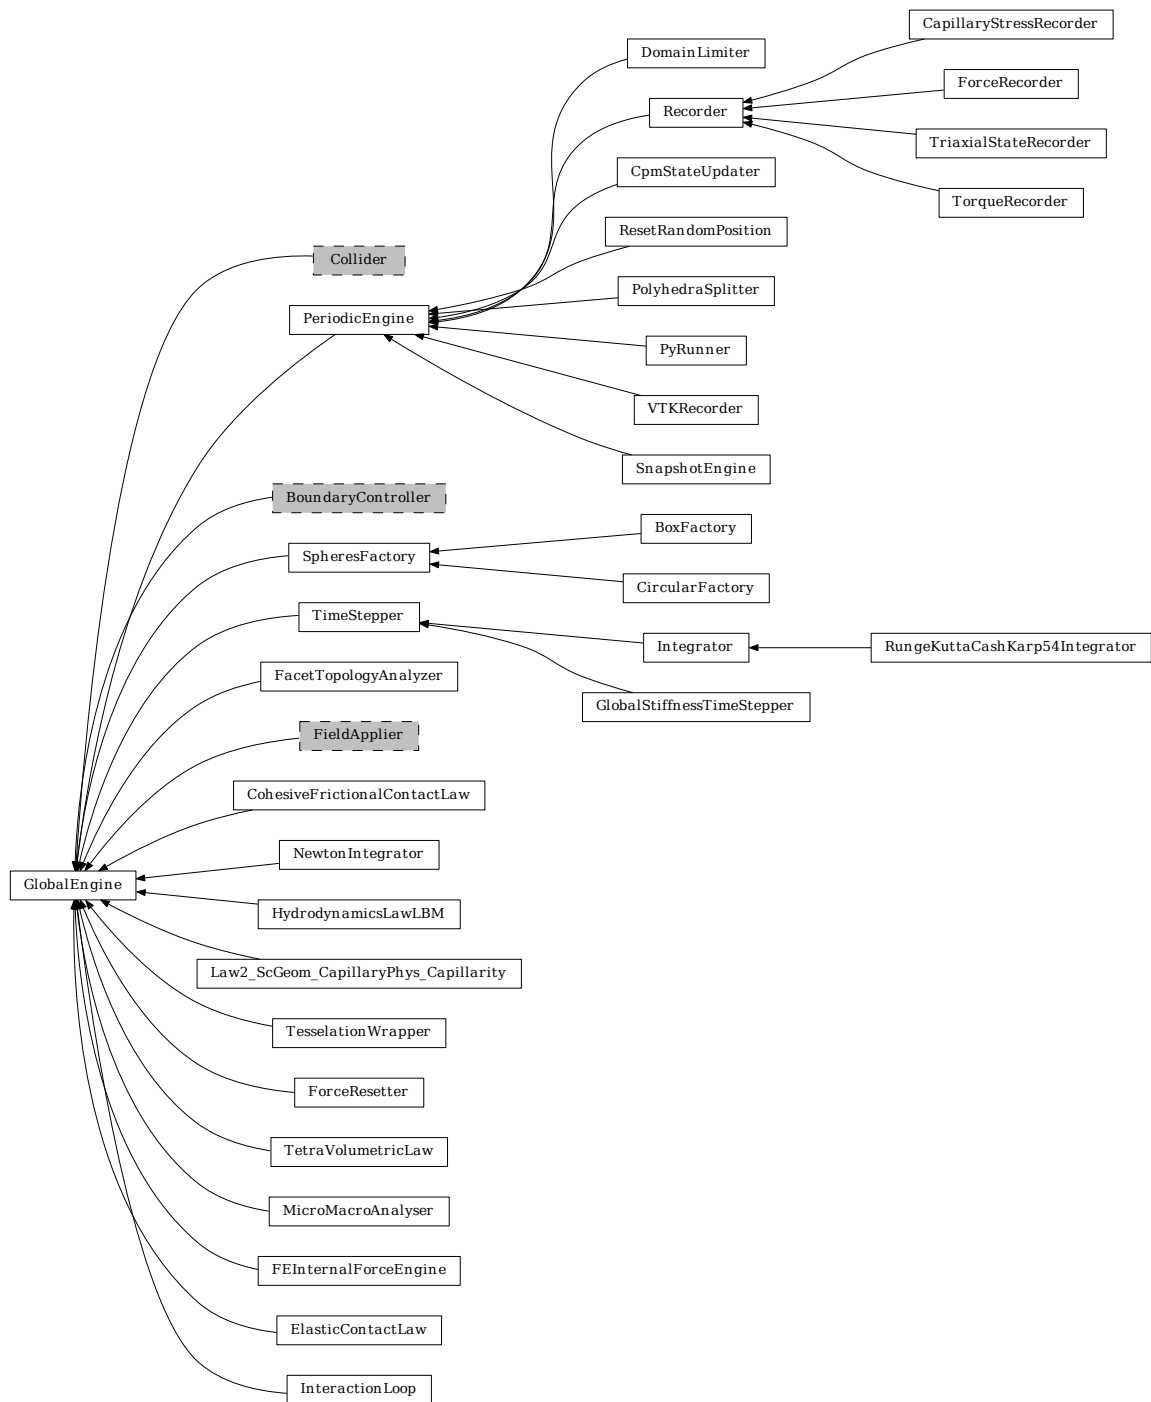 CapillaryStressRecorder
DomainLimiter
ForceRecorder
Recorder
TriaxialStateRecorder
CpmStateUpdater
TorqueRecorder
ResetRandomPosition
Collider
PolyhedraSplitter
PeriodicEngine
PyRunner
VTKRecorder
SnapshotEngine
BoundaryController
BoxFactory
SpheresFactory
CircularFactory
TimeStepper
Integrator
RungeKuttaCashKarp54Integrator
FacetTopologyAnalyzer
GlobalStiffnessTimeStepper
FieldApplier
CohesiveFrictionalContactLaw
NewtonIntegrator
GlobalEngine
HydrodynamicsLawLBM
Law2_ScGeom_CapillaryPhys_Capillarity
TesselationWrapper
ForceResetter
TetraVolumetricLaw
MicroMacroAnalyser
FEInternalForceEngine
ElasticContactLaw
InteractionLoop